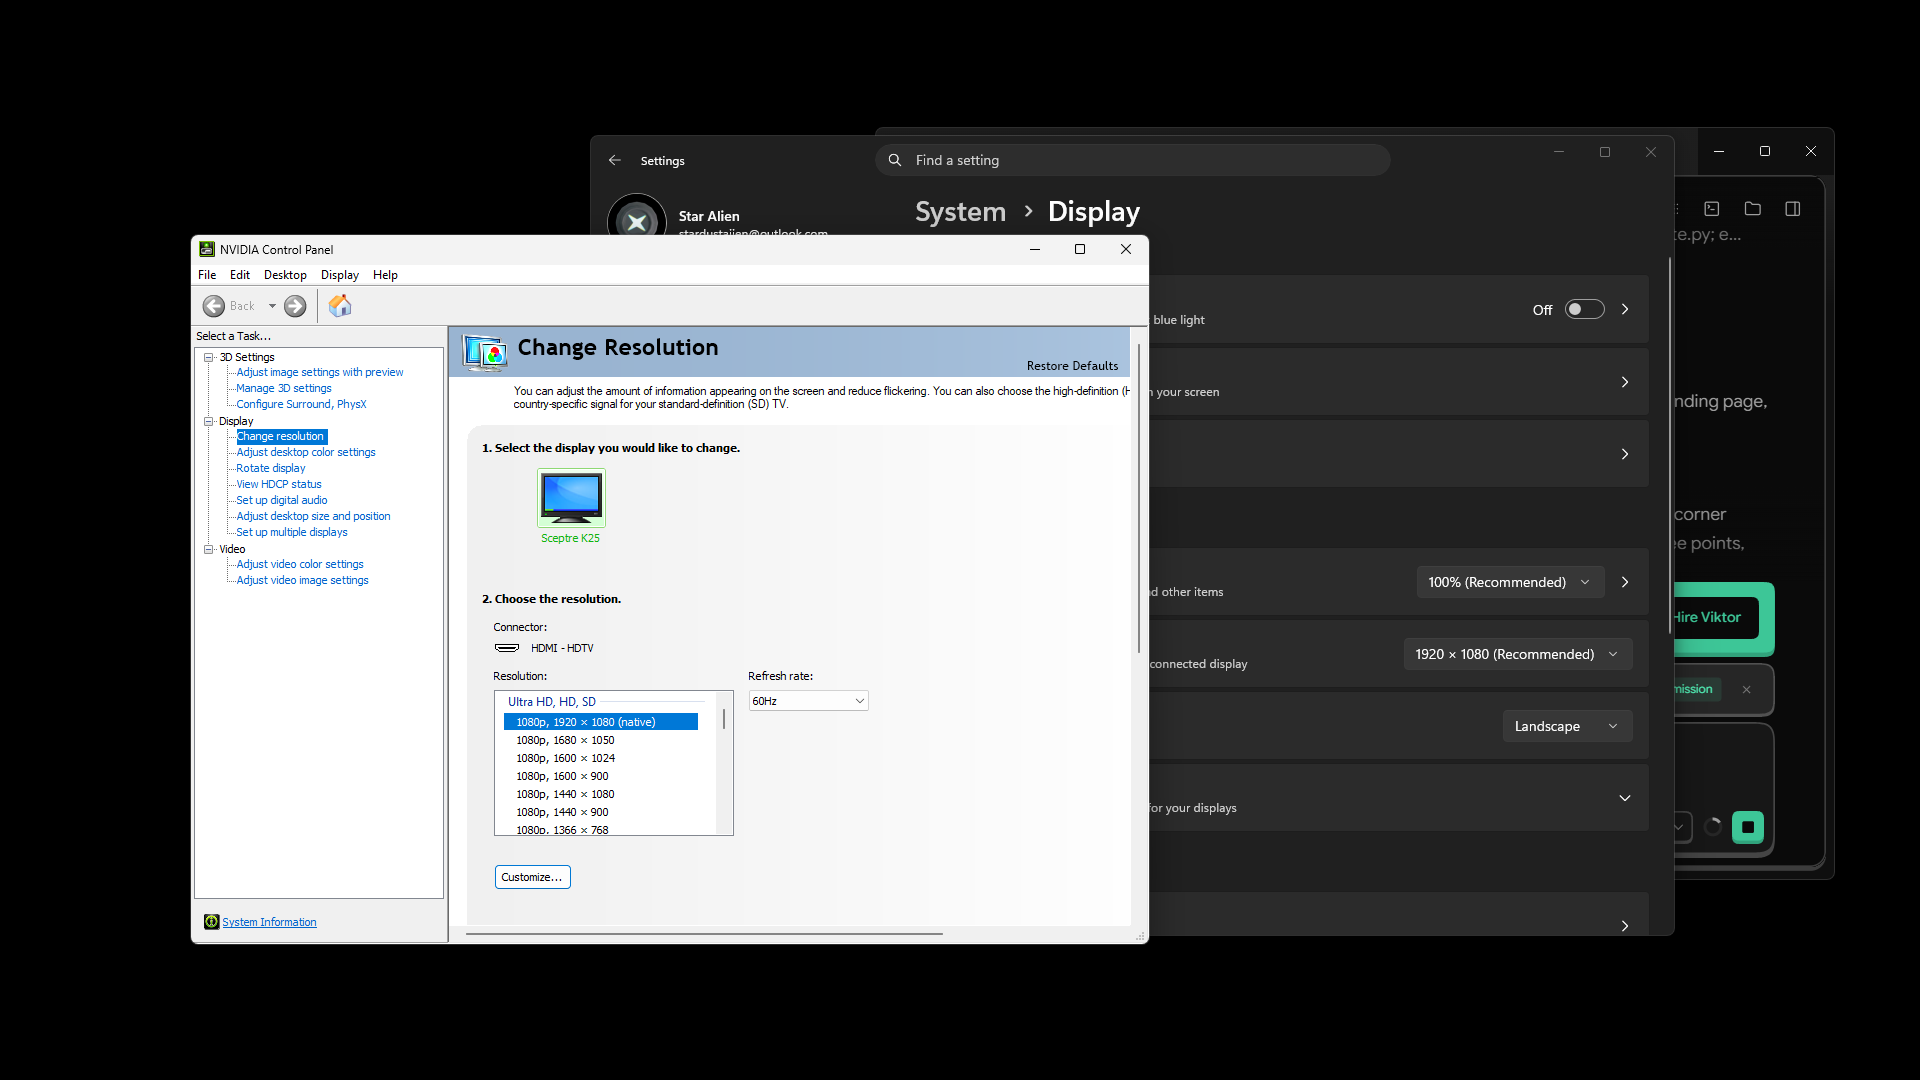 Settings
Find a setting
Star Alien
System > Display
te.py; e...
NVIDIA Control Panel
File Edit Desktop Display Help
Back
Select a Task...
3D Settings
Adjust image settings with preview
Manage 3D settings
Configure Surround, PhysX
Display
Change resolution
Adjust desktop color settings
Rotate display
View HDCP status
Set up digital audio
Adjust desktop size and position
Set up multiple displays
Video
Adjust video color settings
Adjust video image settings
System Information
Change Resolution
Restore Defaults
You can adjust the amount of information appearing on the screen and reduce flickering. You can also choose the high-definition (H
country-specific signal for your standard-definition (SD) TV.
1. Select the display you would like to change.
Sceptre K25
2. Choose the resolution.
Connector:
HDMI - HDTV
Resolution:
Refresh rate:
Ultra HD, HD, SD
60Hz
1080p, 1920 × 1080 (native)
1080p, 1680 × 1050
1080p, 1600 × 1024
1080p, 1600 × 900
1080p, 1440 × 1080
1080p, 1440 × 900
1080p, 1366 × 768
Customize...
blue light
Off
your screen
100% (Recommended)
other items
1920 × 1080 (Recommended)
connected display
Landscape
for your displays
nding page,
corner
ee points,
Hire Viktor
mission